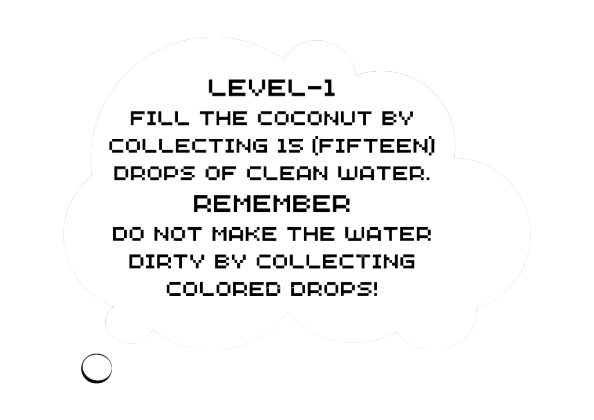 LEVEL-1
FILL THE COCONUT BY
COLLECTING 15 (FIFTEEN)
DROPS OF CLEAN WATER.
REMEMBER
DO NOT MAKE THE WATER
DIRTY BY COLLECTING
COLORED DROPS!